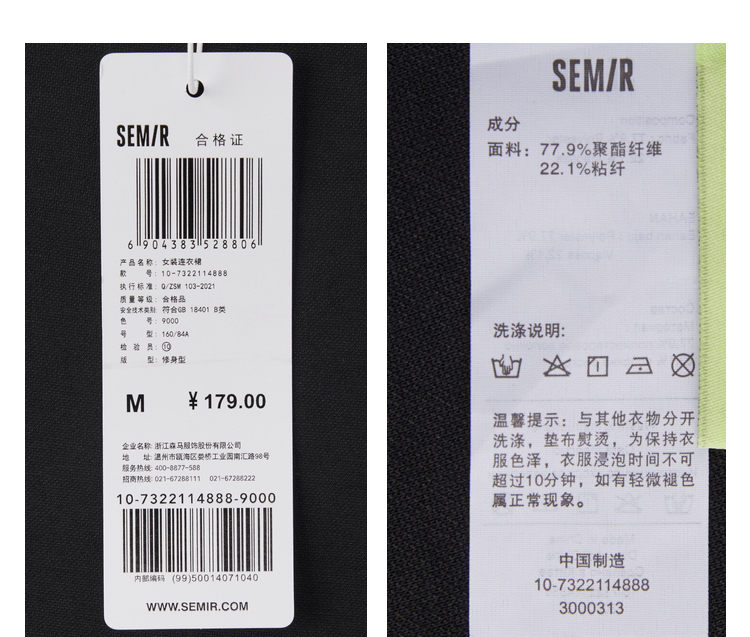 SEMIR 合格证
6 904383 528806
产品名称: 女装连衣裙
款 号: 10-7322114888
执行标准: Q/ZSM 103-2021
质量等级: 合格品
安全技术类别: 符合GB 18401 B类
色 号: 9000
号 型: 160/84A
检 验 员: ⑩
版 型: 修身型
M ¥179.00
企业名称: 浙江森马服饰股份有限公司
地 址: 温州市瓯海区娄桥工业园南汇路98号
服务热线: 400-8877-588
招商热线: 021-67288111 021-67288222
10-7322114888-9000
内部编码 (99)50014071040
WWW.SEMIR.COM
SEMIR
成分
面料: 77.9%聚酯纤维
22.1%粘纤
洗涤说明:
温馨提示: 与其他衣物分开
洗涤, 垫布熨烫, 为保持衣
服色泽, 衣服浸泡时间不可
超过10分钟, 如有轻微褪色
属正常现象。
中国制造
10-7322114888
3000313